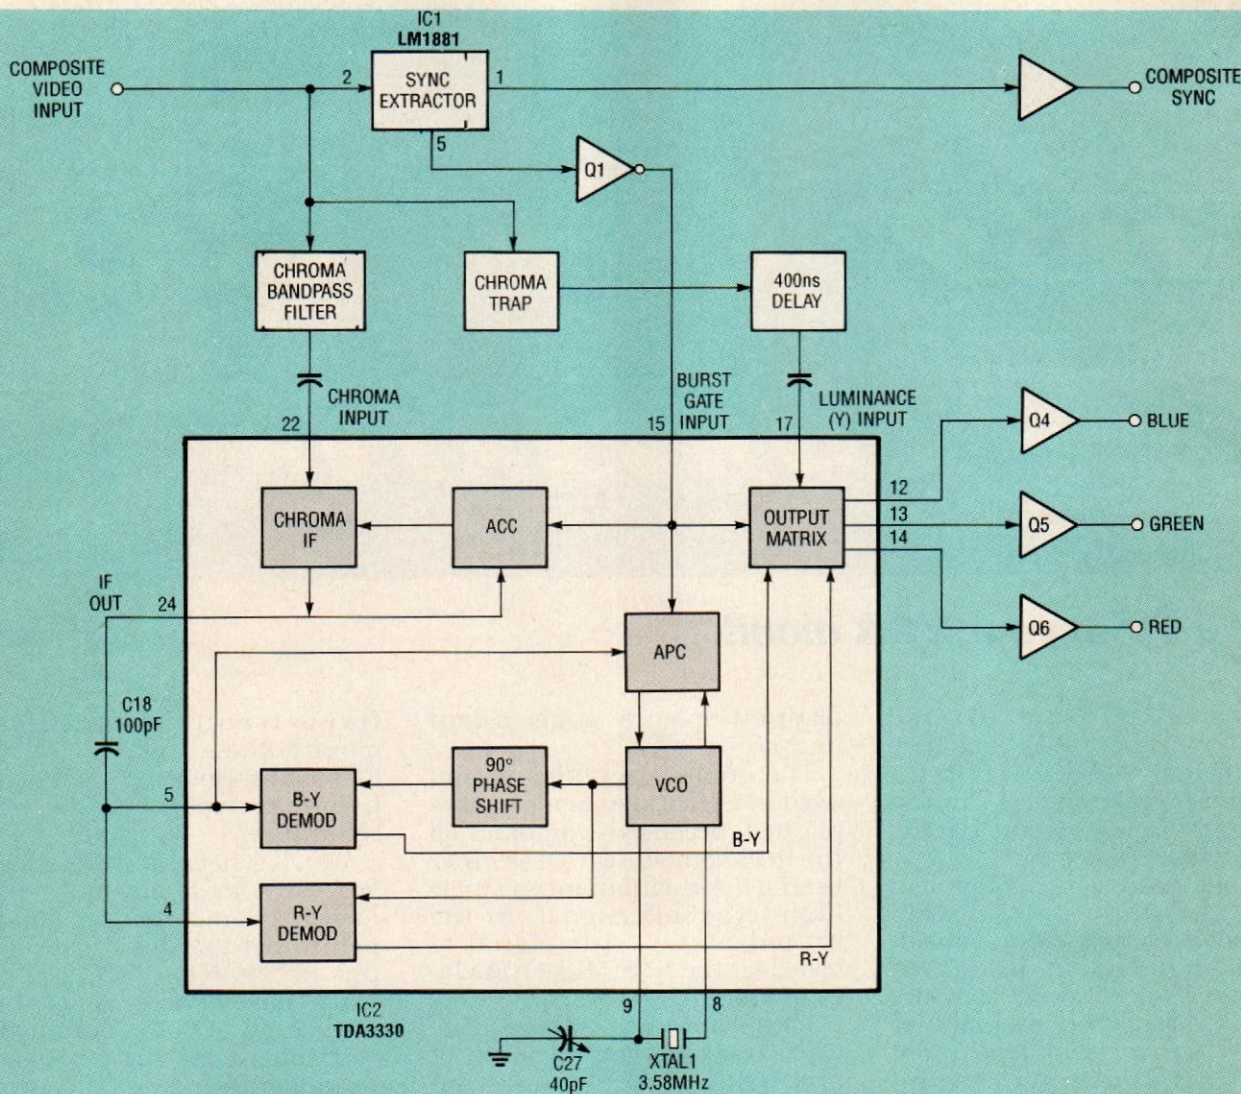 IC1
LM1881
COMPOSITE
VIDEO
INPUT
2
SYNC
EXTRACTOR
1
COMPOSITE
SYNC
5
Q1
CHROMA
BANDPASS
FILTER
CHROMA
TRAP
400ns
DELAY
CHROMA
INPUT
22
BURST
GATE
INPUT
15
LUMINANCE
(Y) INPUT
17
Q4
BLUE
CHROMA
IF
ACC
OUTPUT
MATRIX
12
13
14
Q5
GREEN
IF
OUT
24
APC
Q6
RED
C18
100pF
90°
PHASE
SHIFT
VCO
5
B-Y
DEMOD
B-Y
4
R-Y
DEMOD
R-Y
IC2
TDA3330
9
8
C27
40pF
XTAL1
3.58MHz